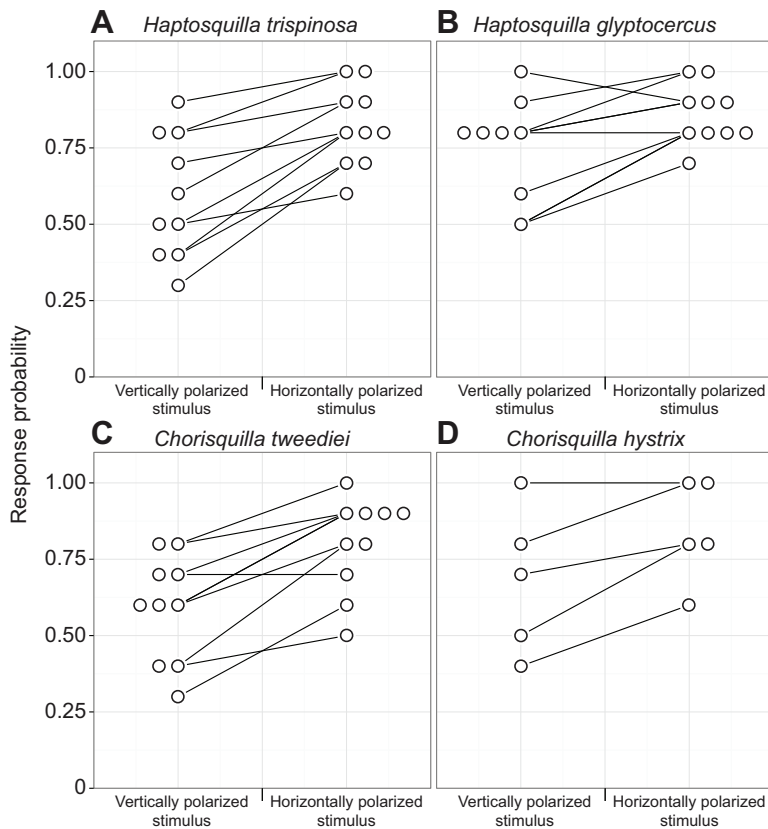 A Haptosquilla trispinosa
B Haptosquilla glyptocercus
1.00
0.75
0.50
0.25
0
Vertically polarized stimulus
Horizontally polarized stimulus
Vertically polarized stimulus
Horizontally polarized stimulus
Response probability
C Chorisquilla tweediei
D Chorisquilla hystrix
1.00
0.75
0.50
0.25
0
Vertically polarized
stimulus
Horizontally polarized
stimulus
Vertically polarized
stimulus
Horizontally polarized
stimulus